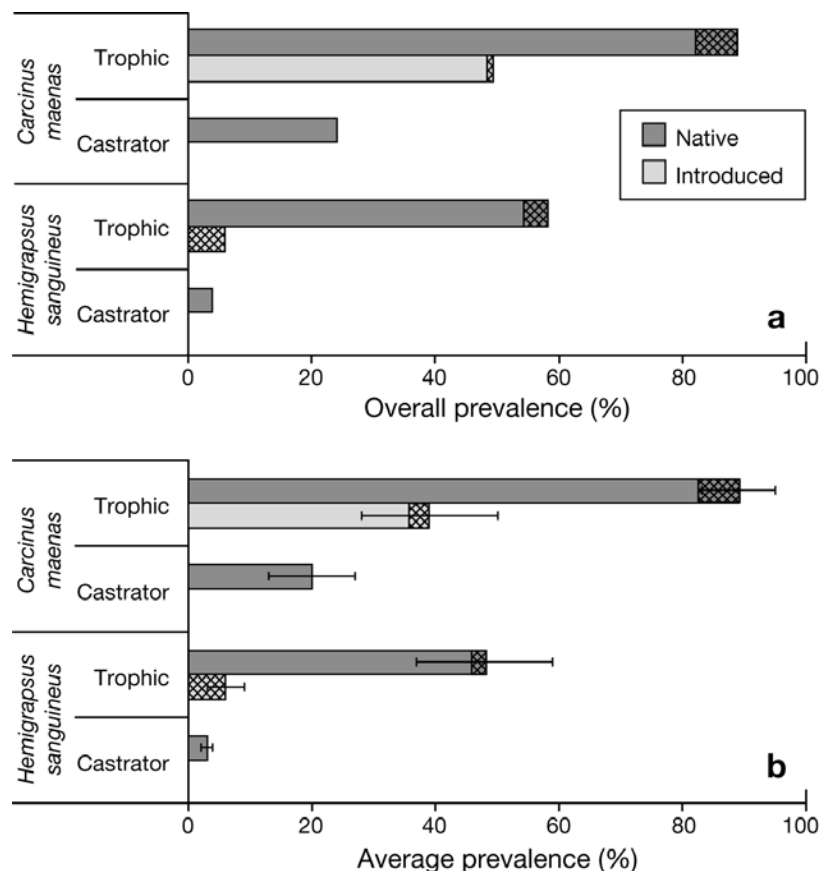 Carcinus
maenas
Trophic
Castrator
Hemigrapsus
sanguineus
Trophic
Castrator
Native
Introduced
a
0 20 40 60 80 100
Overall prevalence (%)
Carcinus
maenas
Trophic
Castrator
Hemigrapsus
sanguineus
Trophic
Castrator
b
0 20 40 60 80 100
Average prevalence (%)